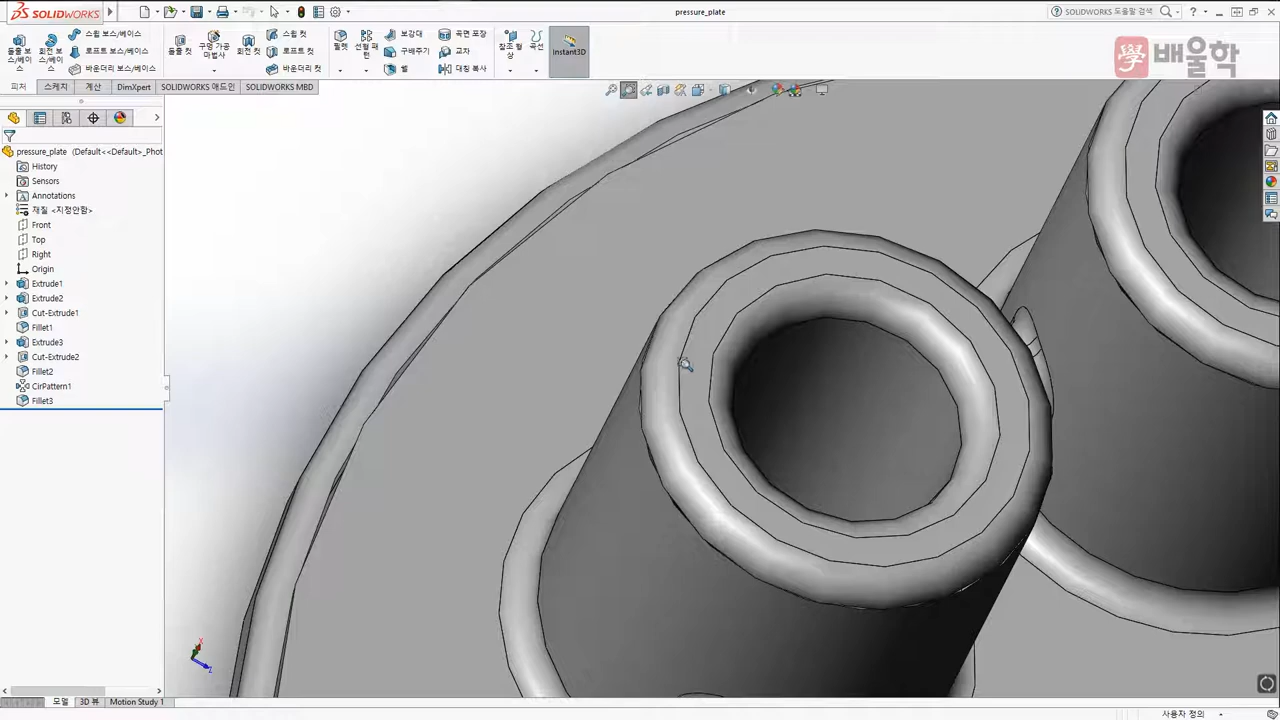 SOLIDWORKS
pressure_plate
SOLIDWORKS 도움말 검색
돌출 보스/베이스
회전 보스/베이스
스윕 보스/베이스
로프트 보스/베이스
바운더리 보스/베이스
돌출 컷
구멍 가공 마법사
회전 컷
스윕 컷
로프트 컷
바운더리 컷
필렛
선형 패턴
보강대
구배주기
쉘
곡면 포장
교차
대칭 복사
참조 형상
곡선
Instant3D
學 배울학
피처
스케치
계산
DimXpert
SOLIDWORKS 애드인
SOLIDWORKS MBD
pressure_plate (Default<<Default>_Phot
History
Sensors
Annotations
재질 <지정안함>
Front
Top
Right
Origin
Extrude1
Extrude2
Cut-Extrude1
Fillet1
Extrude3
Cut-Extrude2
Fillet2
CirPattern1
Fillet3
X
Z
모델
3D 뷰
Motion Study 1
사용자 정의